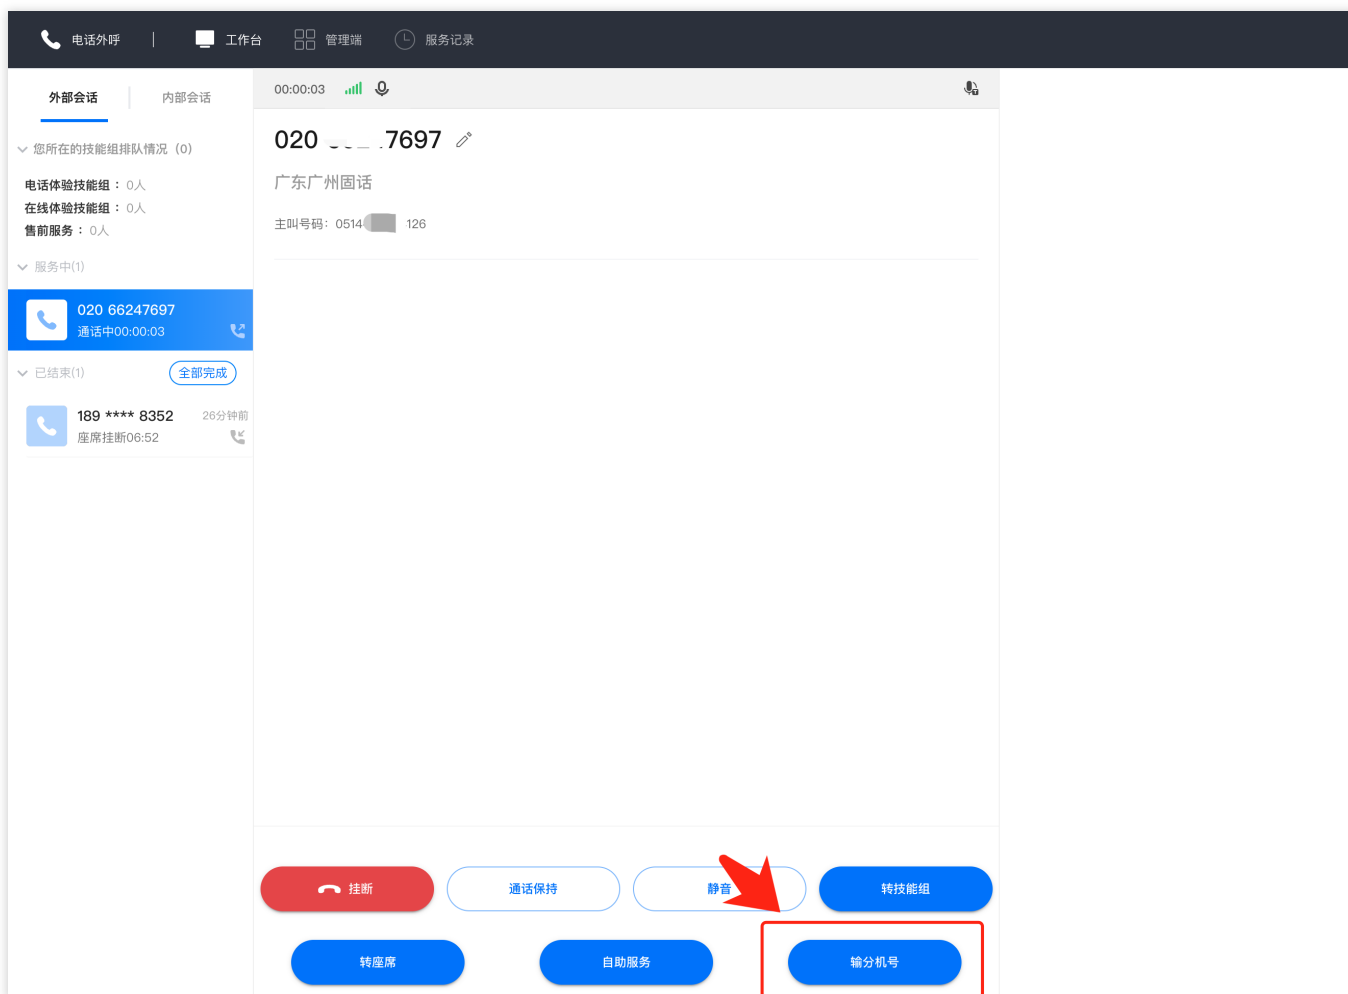 电话外呼 | 工作台 管理端 服务记录
外部会话 内部会话
您所在的技能组排队情况（0）
电话体验技能组： 0人
在线体验技能组： 0人
售前服务： 0人
服务中(1)
020 66247697
通话中00:00:03
已结束(1) 全部完成
189 **** 8352 26分钟前
座席挂断06:52
00:00:03
020 7697
广东广州固话
主叫号码：0514 126
挂断 通话保持 静音 转技能组
转座席 自助服务 输分机号